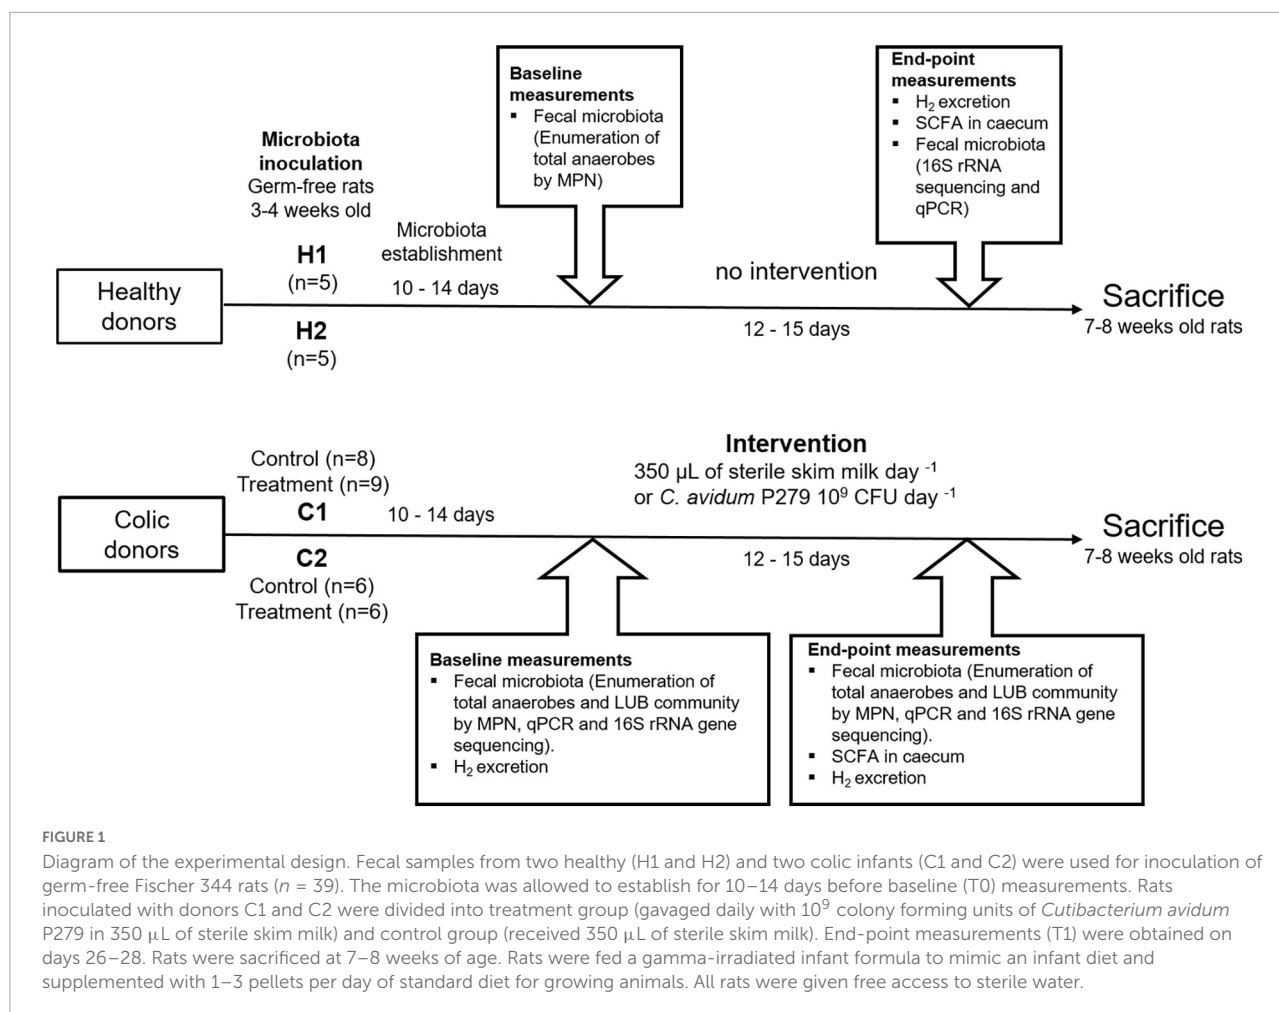 Baseline
measurements
▪ Fecal microbiota
(Enumeration of
total anaerobes
by MPN)
End-point
measurements
▪ H₂ excretion
▪ SCFA in caecum
▪ Fecal microbiota
(16S rRNA
sequencing and
qPCR)
Microbiota
inoculation
Germ-free rats
3-4 weeks old
H1
(n=5)
Microbiota
establishment
10 - 14 days
no intervention
Healthy
donors
H2
(n=5)
12 - 15 days
Sacrifice
7-8 weeks old rats
Control (n=8)
Treatment (n=9)
C1
10 - 14 days
Intervention
350 µL of sterile skim milk day ⁻¹
or C. avidum P279 10⁹ CFU day ⁻¹
Colic
donors
C2
Control (n=6)
Treatment (n=6)
12 - 15 days
Sacrifice
7-8 weeks old rats
Baseline measurements
▪ Fecal microbiota (Enumeration of
total anaerobes and LUB community
by MPN, qPCR and 16S rRNA gene
sequencing).
▪ H₂ excretion
End-point measurements
▪ Fecal microbiota (Enumeration of
total anaerobes and LUB community
by MPN, qPCR and 16S rRNA gene
sequencing).
▪ SCFA in caecum
▪ H₂ excretion
FIGURE 1
Diagram of the experimental design. Fecal samples from two healthy (H1 and H2) and two colic infants (C1 and C2) were used for inoculation of
germ-free Fischer 344 rats (n = 39). The microbiota was allowed to establish for 10–14 days before baseline (T0) measurements. Rats
inoculated with donors C1 and C2 were divided into treatment group (gavaged daily with 10⁹ colony forming units of Cutibacterium avidum
P279 in 350 µL of sterile skim milk) and control group (received 350 µL of sterile skim milk). End-point measurements (T1) were obtained on
days 26–28. Rats were sacrificed at 7–8 weeks of age. Rats were fed a gamma-irradiated infant formula to mimic an infant diet and
supplemented with 1–3 pellets per day of standard diet for growing animals. All rats were given free access to sterile water.